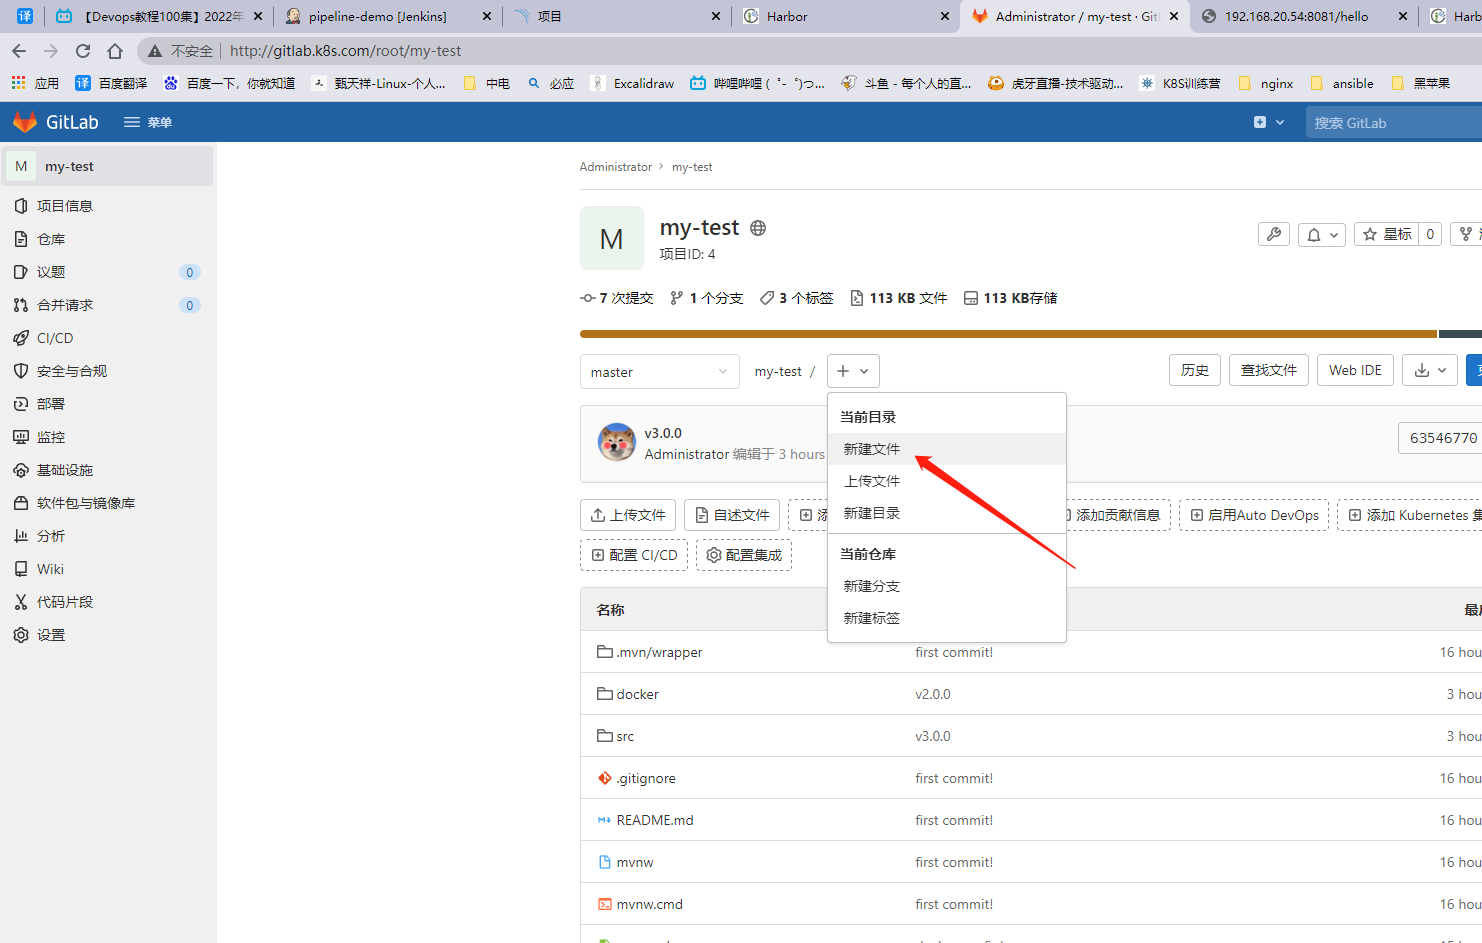 译
【Devops教程100集】2022年
pipeline-demo [Jenkins]
项目
Harbor
Administrator / my-test · Git
192.168.20.54:8081/hello
Harb
不安全 | http://gitlab.k8s.com/root/my-test
应用
译 百度翻译
百度一下，你就知道
甄天祥-Linux-个人...
中电
必应
Excalidraw
哔哩哔哩 (゜-゜)つ...
斗鱼 - 每个人的直...
虎牙直播-技术驱动...
K8S训练营
nginx
ansible
黑苹果
GitLab
菜单
搜索 GitLab
M my-test
项目信息
仓库
议题 0
合并请求 0
CI/CD
安全与合规
部署
监控
基础设施
软件包与镜像库
分析
Wiki
代码片段
设置
Administrator > my-test
M
my-test
项目ID: 4
星标 0
7 次提交 1 个分支 3 个标签 113 KB 文件 113 KB存储
master my-test / +
历史 查找文件 Web IDE
当前目录
新建文件
上传文件
新建目录
当前仓库
新建分支
新建标签
v3.0.0
Administrator 编辑于 3 hours
63546770
上传文件 自述文件 添加贡献信息 启用Auto DevOps 添加 Kubernetes 集
配置 CI/CD 配置集成
名称 最后
.mvn/wrapper first commit! 16 hou
docker v2.0.0 3 hou
src v3.0.0 3 hou
.gitignore first commit! 16 hou
M↓ README.md first commit! 16 hou
mvnw first commit! 16 hou
mvnw.cmd first commit! 16 hou